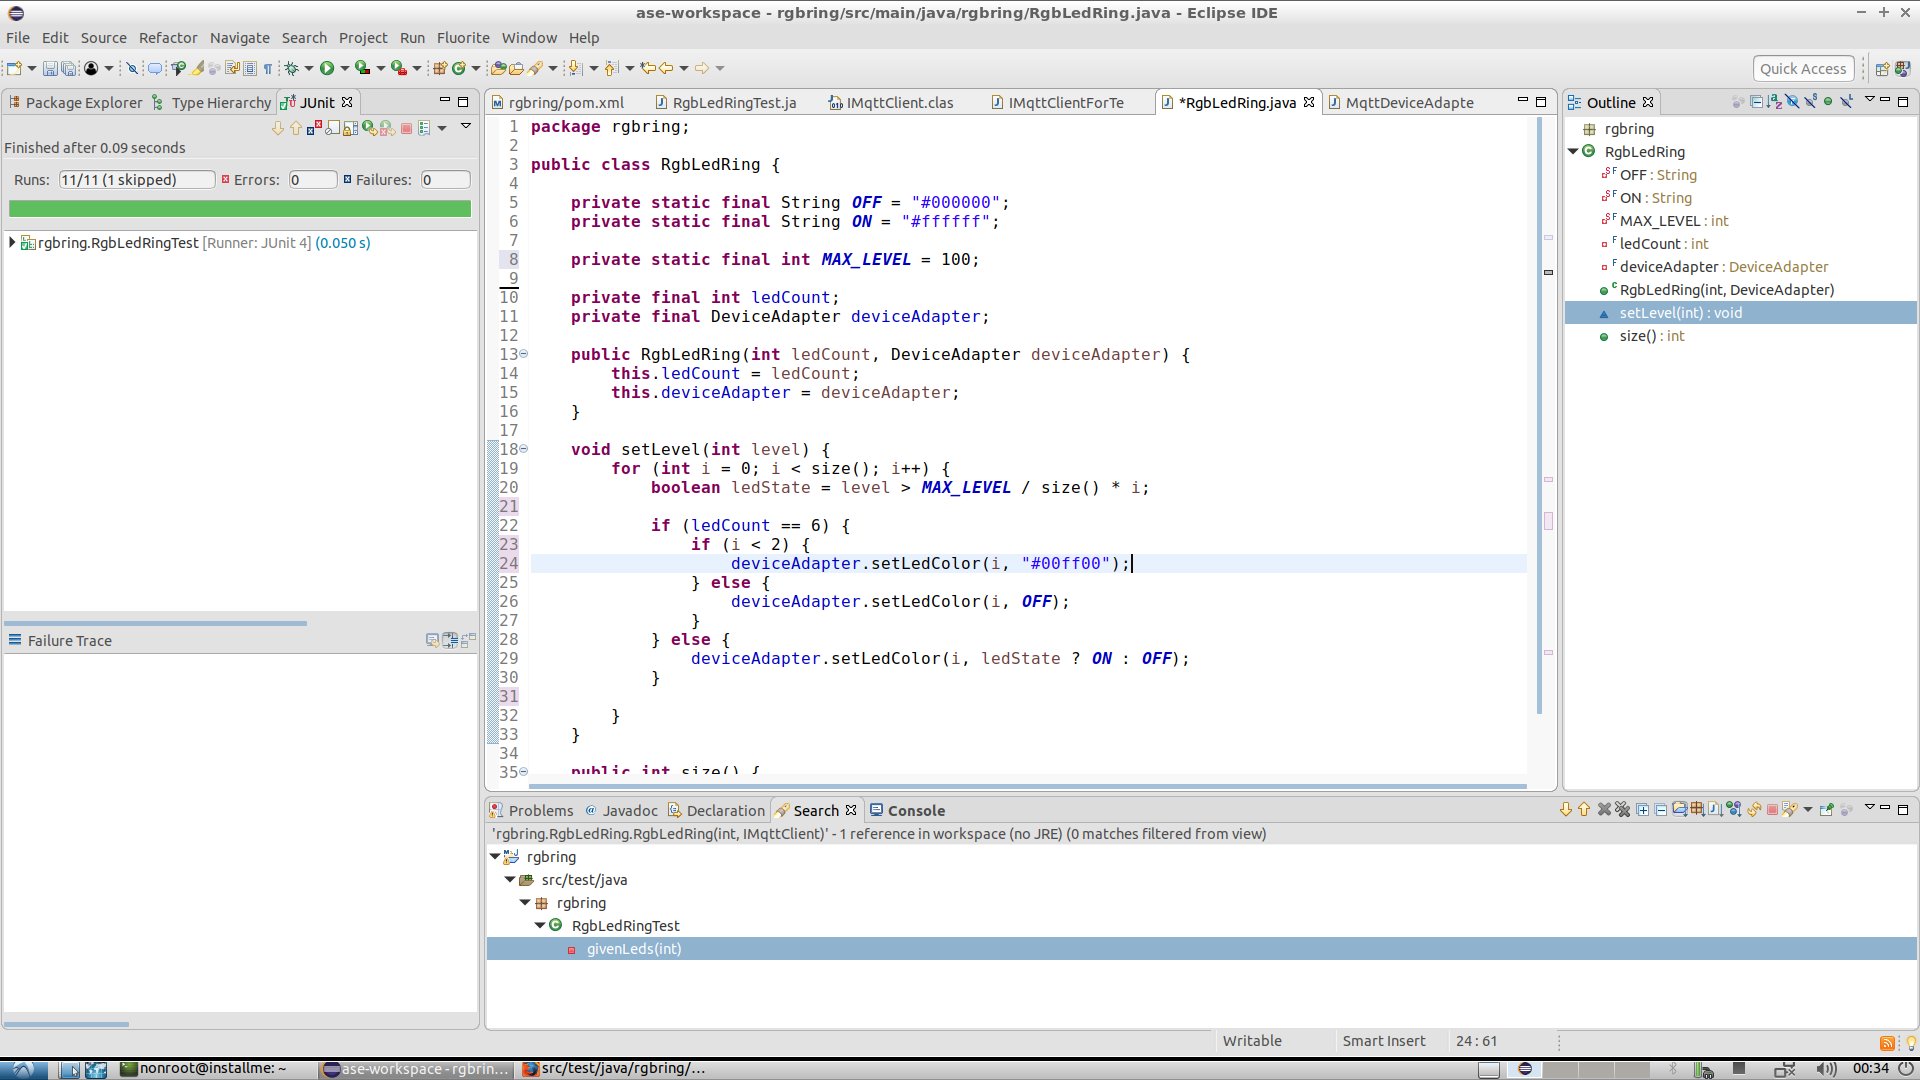 ase-workspace - rgbring/src/main/java/rgbring/RgbLedRing.java - Eclipse IDE
File Edit Source Refactor Navigate Search Project Run Fluorite Window Help
Quick Access
Package Explorer Type Hierarchy JUnit
Finished after 0.09 seconds
Runs: 11/11 (1 skipped) Errors: 0 Failures: 0
rgbring.RgbLedRingTest [Runner: JUnit 4] (0.050 s)
Failure Trace
rgbring/pom.xml RgbLedRingTest.ja IMqttClient.clas IMqttClientForTe *RgbLedRing.java MqttDeviceAdapte
1 package rgbring;
2
3 public class RgbLedRing {
4
5 private static final String OFF = "#000000";
6 private static final String ON = "#ffffff";
7
8 private static final int MAX_LEVEL = 100;
9
10 private final int ledCount;
11 private final DeviceAdapter deviceAdapter;
12
13 public RgbLedRing(int ledCount, DeviceAdapter deviceAdapter) {
14 this.ledCount = ledCount;
15 this.deviceAdapter = deviceAdapter;
16 }
17
18 void setLevel(int level) {
19 for (int i = 0; i < size(); i++) {
20 boolean ledState = level > MAX_LEVEL / size() * i;
21
22 if (ledCount == 6) {
23 if (i < 2) {
24 deviceAdapter.setLedColor(i, "#00ff00");
25 } else {
26 deviceAdapter.setLedColor(i, OFF);
27 }
28 } else {
29 deviceAdapter.setLedColor(i, ledState ? ON : OFF);
30 }
31
32 }
33 }
34
35 public int size() {
Outline
rgbring
RgbLedRing
OFF : String
ON : String
MAX_LEVEL : int
ledCount : int
deviceAdapter : DeviceAdapter
RgbLedRing(int, DeviceAdapter)
setLevel(int) : void
size() : int
Problems Javadoc Declaration Search Console
'rgbring.RgbLedRing.RgbLedRing(int, IMqttClient)' - 1 reference in workspace (no JRE) (0 matches filtered from view)
rgbring
src/test/java
rgbring
RgbLedRingTest
givenLeds(int)
Writable Smart Insert 24 : 61
nonroot@installme: ~ ase-workspace - rgbrin... src/test/java/rgbring/... 00:34